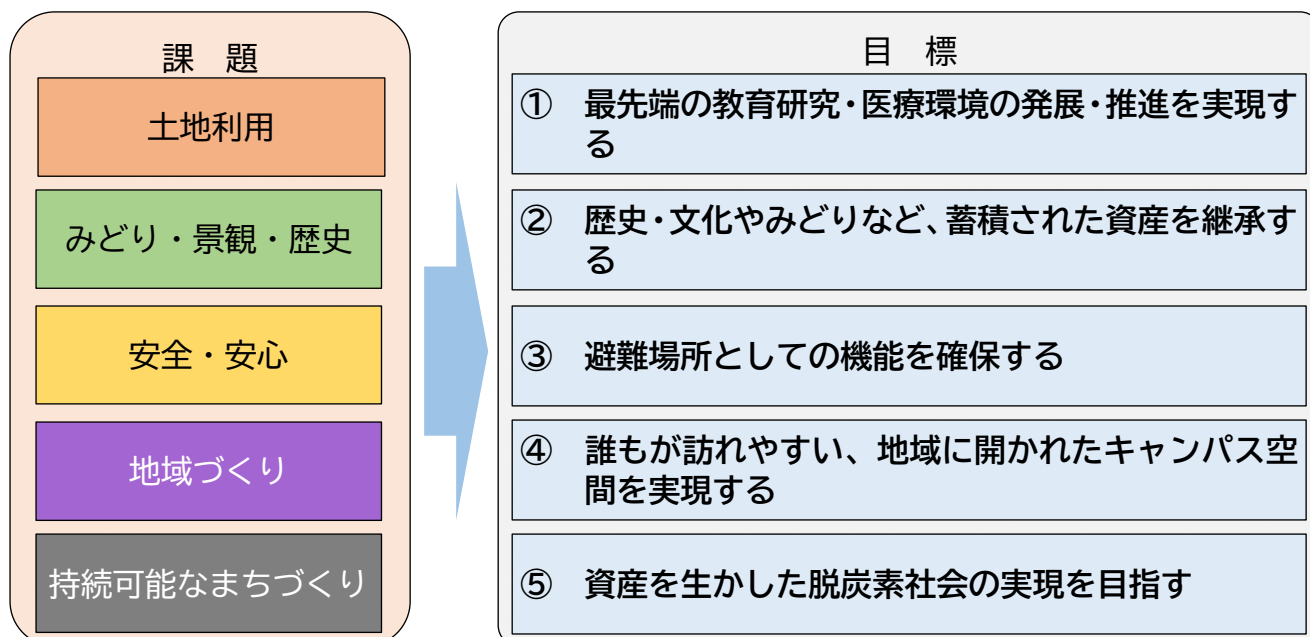 課　題
土地利用
みどり・景観・歴史
安全・安心
地域づくり
持続可能なまちづくり
目　標
①　最先端の教育研究・医療環境の発展・推進を実現す
る
②　歴史・文化やみどりなど、蓄積された資産を継承す
る
③　避難場所としての機能を確保する
④　誰もが訪れやすい、地域に開かれたキャンパス空
間を実現する
⑤　資産を生かした脱炭素社会の実現を目指す